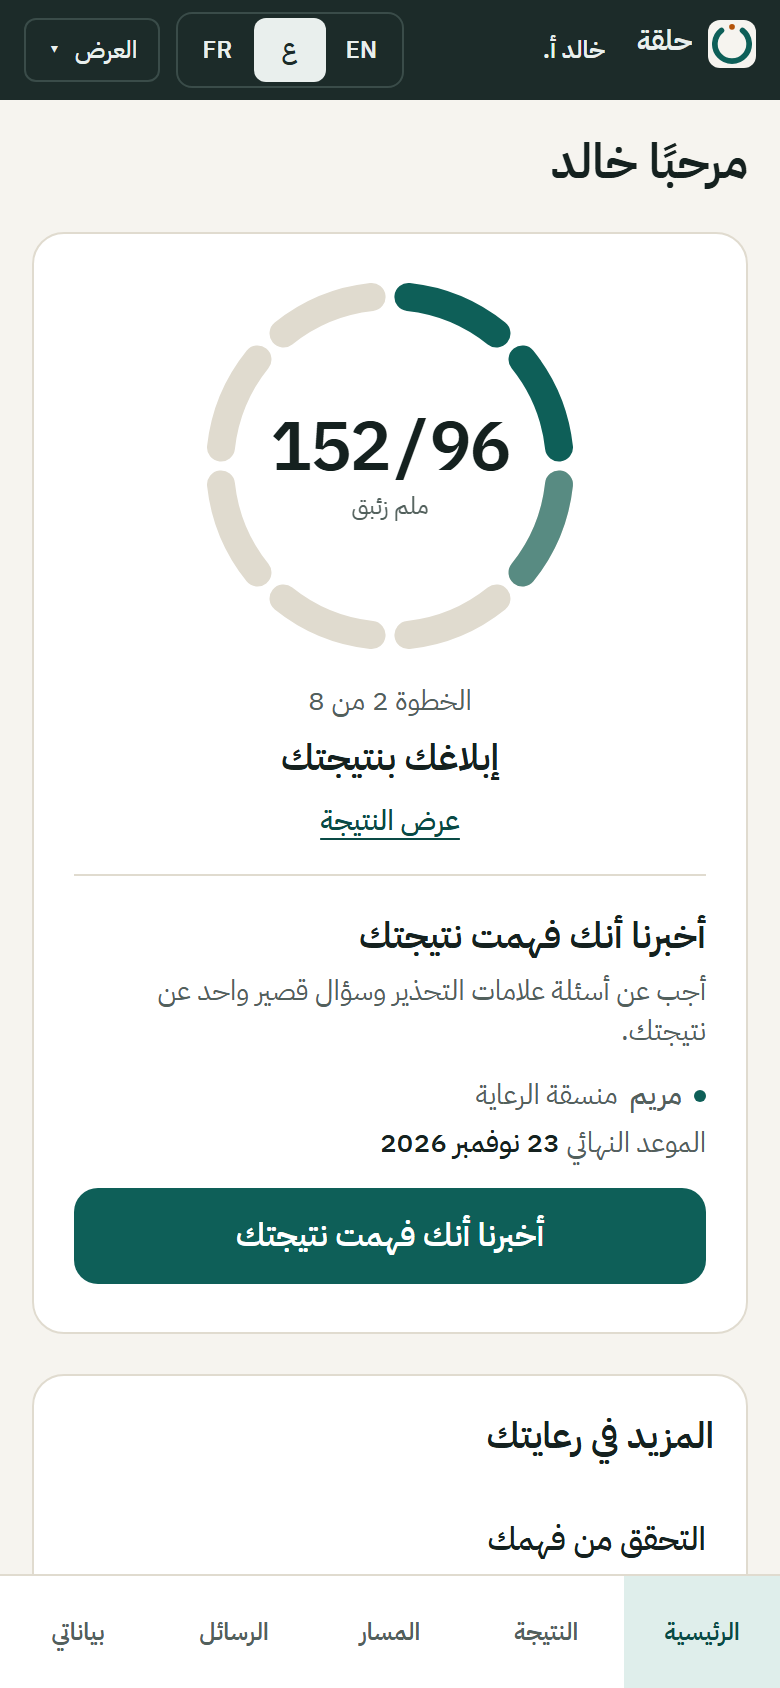 حلقة
خالد أ.
EN
ع
FR
العرض
مرحبًا خالد
152/96
ملم زئبق
الخطوة 2 من 8
إبلاغك بنتيجتك
عرض النتيجة
أخبرنا أنك فهمت نتيجتك
أجب عن أسئلة علامات التحذير وسؤال قصير واحد عن
نتيجتك.
مريم منسقة الرعاية
الموعد النهائي 23 نوفمبر 2026
أخبرنا أنك فهمت نتيجتك
المزيد في رعايتك
التحقق من فهمك
الرئيسية
النتيجة
المسار
الرسائل
بياناتي